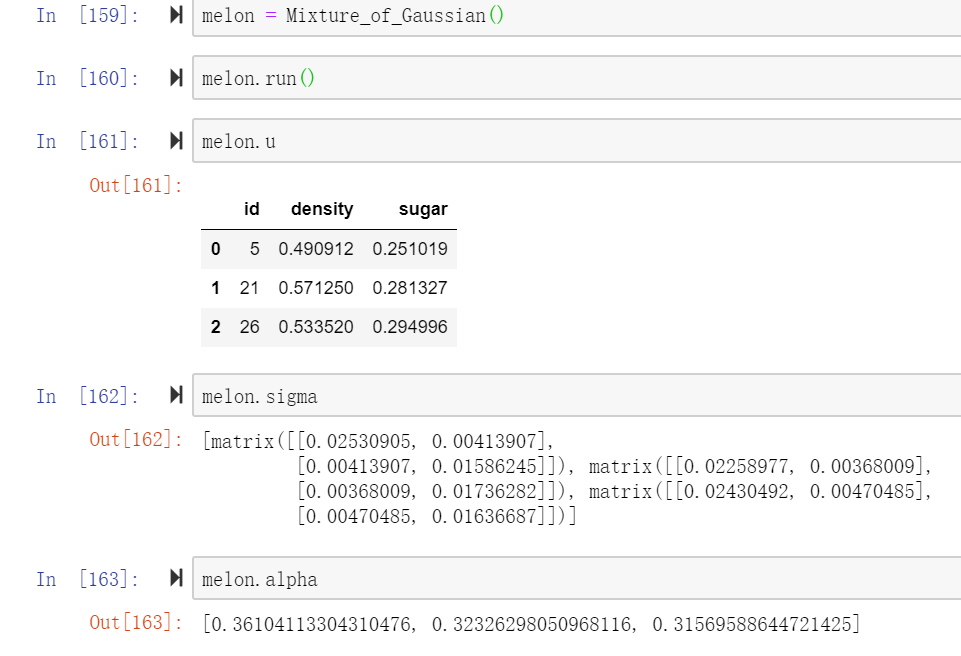 In [159]: melon = Mixture_of_Gaussian()
In [160]: melon.run()
In [161]: melon.u
Out[161]:
id density sugar
0 5 0.490912 0.251019
1 21 0.571250 0.281327
2 26 0.533520 0.294996
In [162]: melon.sigma
Out[162]: [matrix([[0.02530905, 0.00413907],
[0.00413907, 0.01586245]]), matrix([[0.02258977, 0.00368009],
[0.00368009, 0.01736282]]), matrix([[0.02430492, 0.00470485],
[0.00470485, 0.01636687]])]
In [163]: melon.alpha
Out[163]: [0.36104113304310476, 0.32326298050968116, 0.31569588644721425]